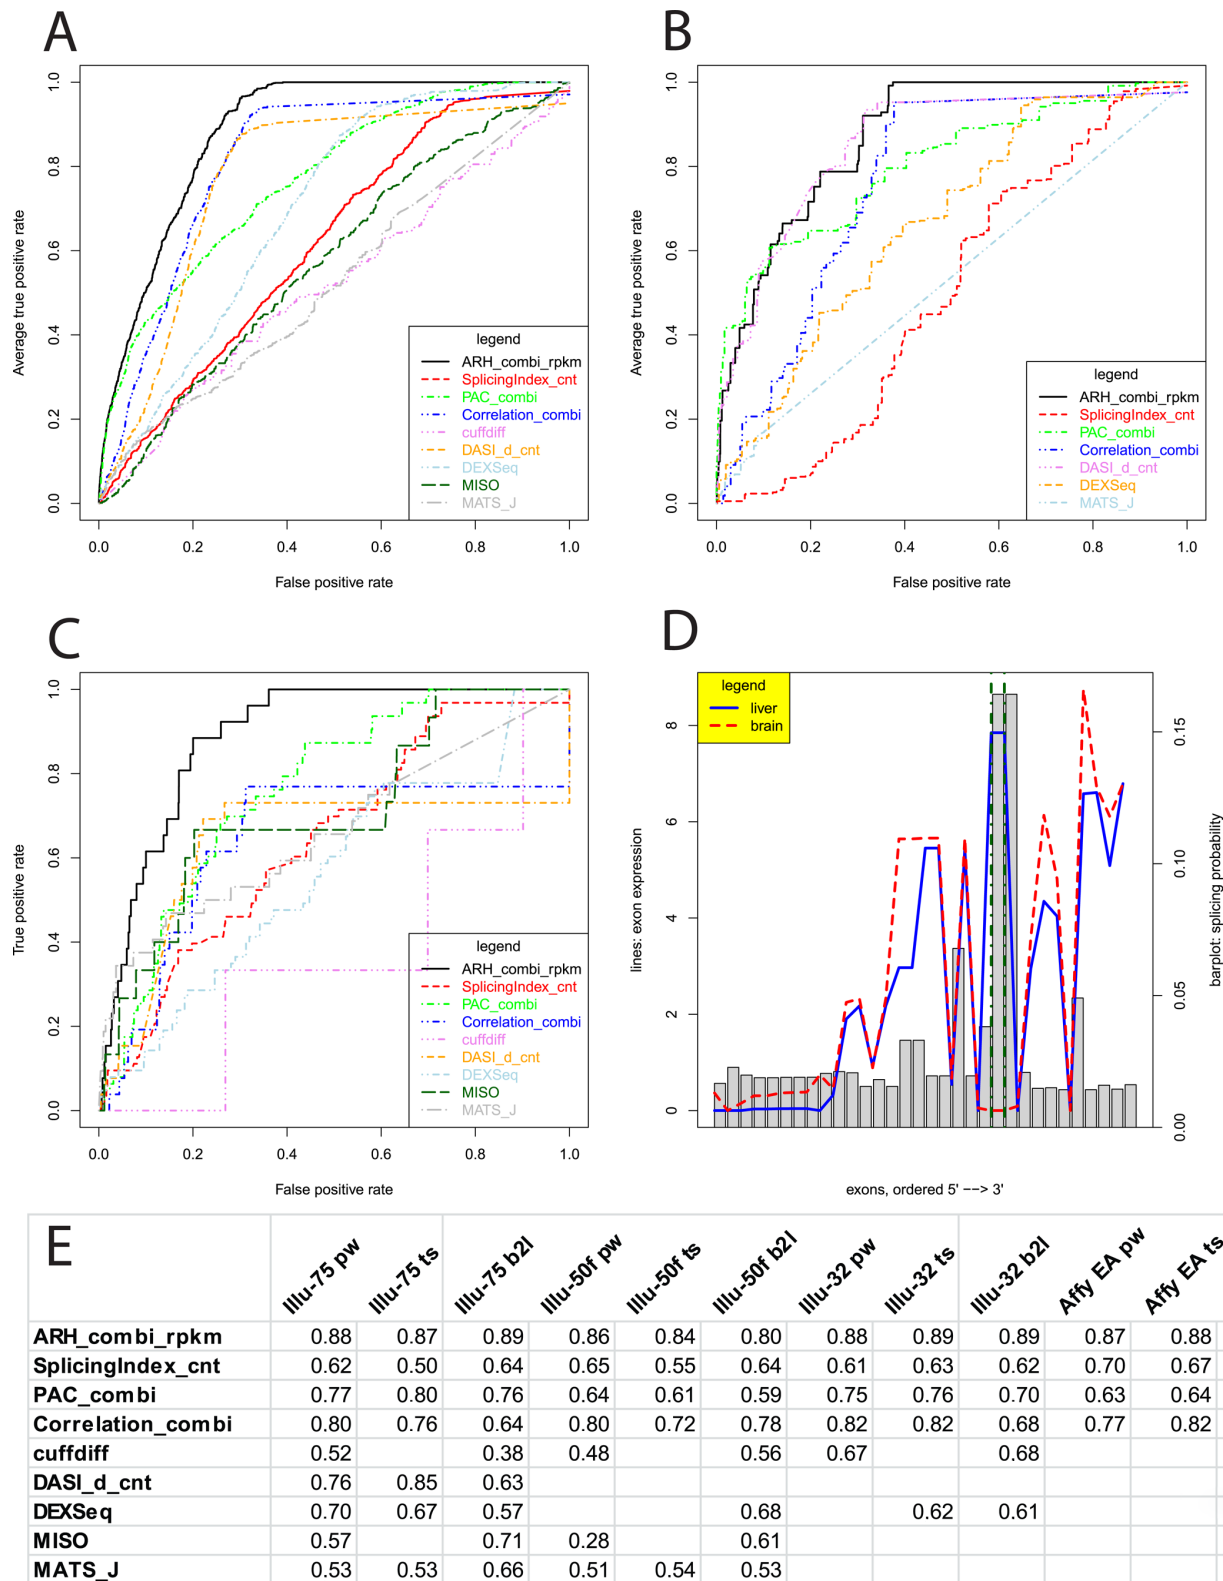 A
1.0
0.8
0.6
0.4
0.2
0.0
Average true positive rate
legend
ARH_combi_rpkm
SplicingIndex_cnt
PAC_combi
Correlation_combi
cuffdiff
DASI_d_cnt
DEXSeq
MISO
MATS_J
0.0 0.2 0.4 0.6 0.8 1.0
False positive rate
B
1.0
0.8
0.6
0.4
0.2
0.0
Average true positive rate
legend
ARH_combi_rpkm
SplicingIndex_cnt
PAC_combi
Correlation_combi
DASI_d_cnt
DEXSeq
MATS_J
0.0 0.2 0.4 0.6 0.8 1.0
False positive rate
C
1.0
0.8
0.6
0.4
0.2
0.0
True positive rate
legend
ARH_combi_rpkm
SplicingIndex_cnt
PAC_combi
Correlation_combi
cuffdiff
DASI_d_cnt
DEXSeq
MISO
MATS_J
0.0 0.2 0.4 0.6 0.8 1.0
False positive rate
D
legend
liver
brain
8
6
4
2
0
lines: exon expression
0.15
0.10
0.05
0.00
barplot: splicing probability
exons, ordered 5' −−> 3'
E
Illu-75 pw Illu-75 ts Illu-75 b2l Illu-50f pw Illu-50f ts Illu-50f b2l Illu-32 pw Illu-32 ts Illu-32 b2l Affy EA pw Affy EA ts
ARH_combi_rpkm 0.88 0.87 0.89 0.86 0.84 0.80 0.88 0.89 0.89 0.87 0.88
SplicingIndex_cnt 0.62 0.50 0.64 0.65 0.55 0.64 0.61 0.63 0.62 0.70 0.67
PAC_combi 0.77 0.80 0.76 0.64 0.61 0.59 0.75 0.76 0.70 0.63 0.64
Correlation_combi 0.80 0.76 0.64 0.80 0.72 0.78 0.82 0.82 0.68 0.77 0.82
cuffdiff 0.52 0.38 0.48 0.56 0.67 0.68
DASI_d_cnt 0.76 0.85 0.63
DEXSeq 0.70 0.67 0.57 0.68 0.62 0.61
MISO 0.57 0.71 0.28 0.61
MATS_J 0.53 0.53 0.66 0.51 0.54 0.53